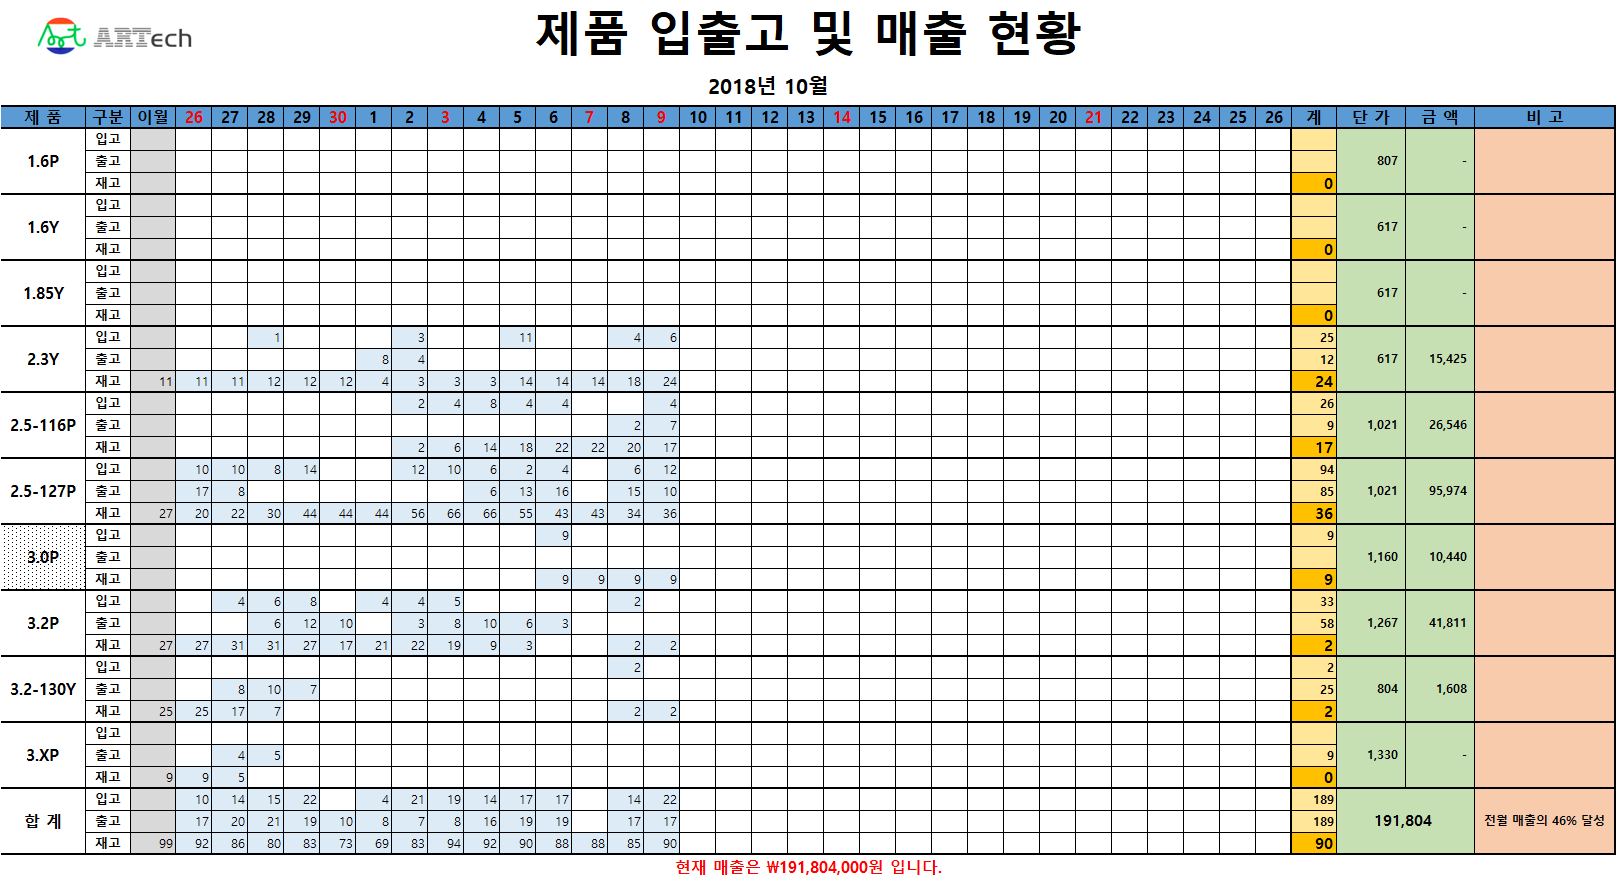 Art ARTech
제품 입출고 및 매출 현황
2018년 10월
제 품 구분 이월 26 27 28 29 30 1 2 3 4 5 6 7 8 9 10 11 12 13 14 15 16 17 18 19 20 21 22 23 24 25 26 계 단 가 금 액 비 고
입고
1.6P 출고 807 -
재고 0
입고
1.6Y 출고 617 -
재고 0
입고
1.85Y 출고 617 -
재고 0
입고 1 3 11 4 6 25
2.3Y 출고 8 4 12 617 15,425
재고 11 11 11 12 12 12 4 3 3 3 14 14 14 18 24 24
입고 2 4 8 4 4 4 26
2.5-116P 출고 2 7 9 1,021 26,546
재고 2 6 14 18 22 22 20 17 17
입고 10 10 8 14 12 10 6 2 4 6 12 94
2.5-127P 출고 17 8 6 13 16 15 10 85 1,021 95,974
재고 27 20 22 30 44 44 44 56 66 66 55 43 43 34 36 36
입고 9 9
3.0P 출고 1,160 10,440
재고 9 9 9 9 9
입고 4 6 8 4 4 5 2 33
3.2P 출고 6 12 10 3 8 10 6 3 58 1,267 41,811
재고 27 27 31 31 27 17 21 22 19 9 3 2 2 2
입고 2 2
3.2-130Y 출고 8 10 7 25 804 1,608
재고 25 25 17 7 2 2 2
입고
3.XP 출고 4 5 9 1,330 -
재고 9 9 5 0
입고 10 14 15 22 4 21 19 14 17 17 14 22 189
합 계 출고 17 20 21 19 10 8 7 8 16 19 19 17 17 189 191,804 전월 매출의 46% 달성
재고 99 92 86 80 83 73 69 83 94 92 90 88 88 85 90 90
현재 매출은 ₩191,804,000원 입니다.